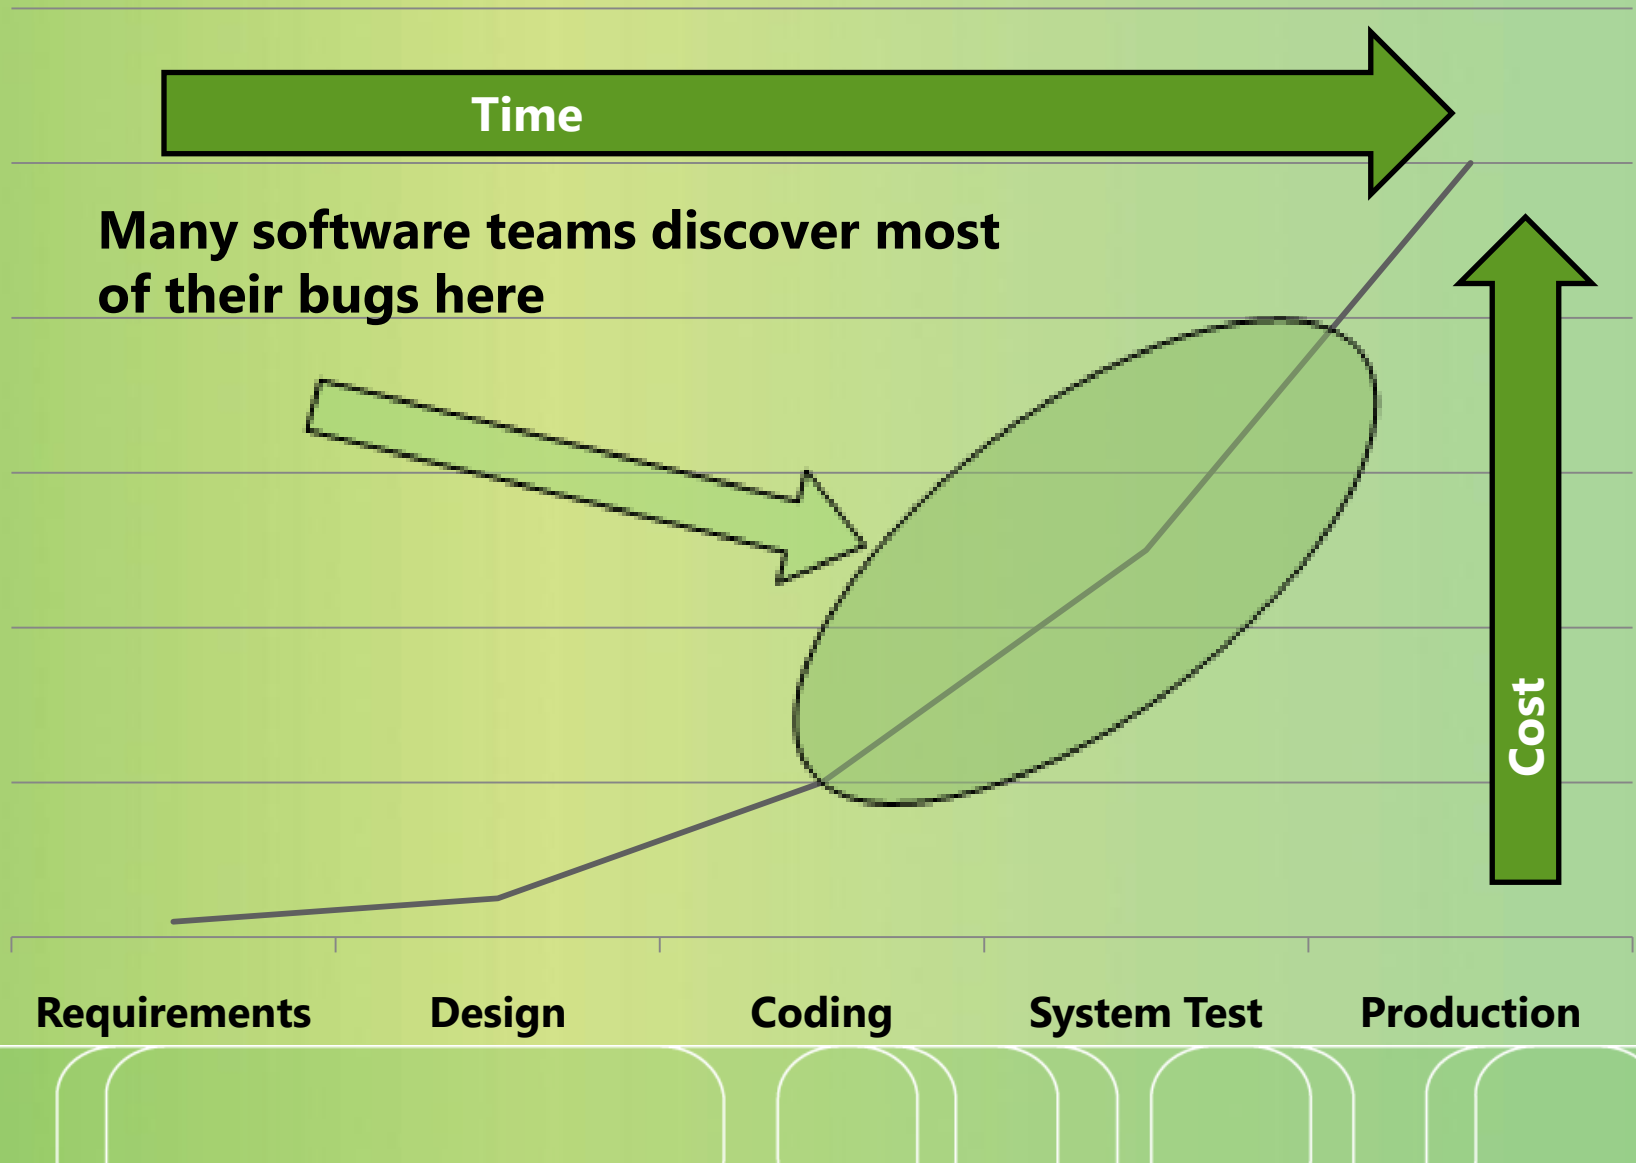 Time
Many software teams discover most
of their bugs here
Cost
Requirements
Design
Coding
System Test
Production